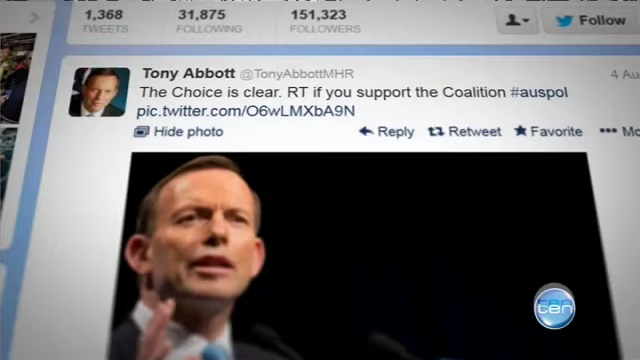 1,368 31,875 151,323
TWEETS FOLLOWING FOLLOWERS
Follow
Tony Abbott @TonyAbbottMHR 4 Au
The Choice is clear. RT if you support the Coalition #auspol
pic.twitter.com/O6wLMXbA9N
Hide photo Reply Retweet Favorite Mo
ten